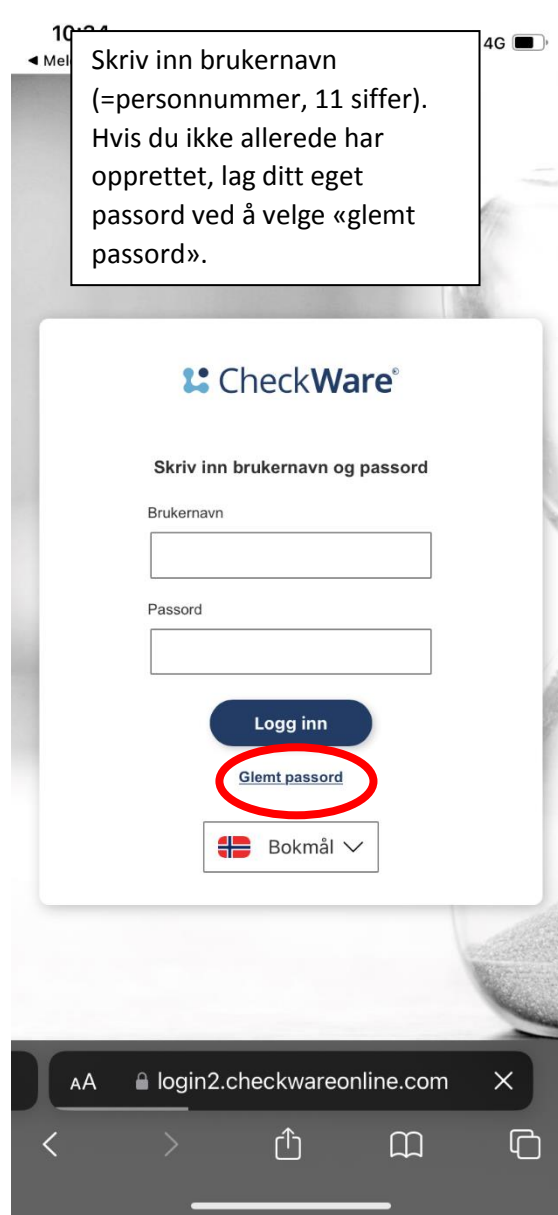 Skriv inn brukernavn
(=personnummer, 11 siffer).
Hvis du ikke allerede har
opprettet, lag ditt eget
passord ved å velge «glemt
passord».
4G
CheckWare®
Skriv inn brukernavn og passord
Brukernavn
Passord
Logg inn
Glemt passord
Bokmål
AA login2.checkwareonline.com